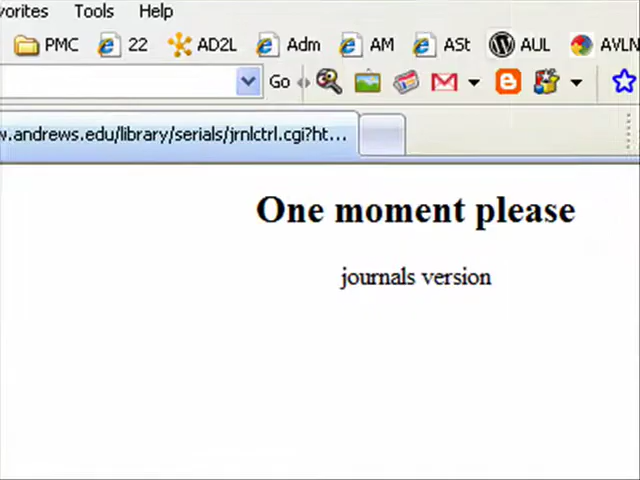 vorites Tools Help
PMC 22 AD2L Adm AM ASt AUL AVLN
Go
w.andrews.edu/library/serials/jrnlctrl.cgi?ht...
One moment please
journals version